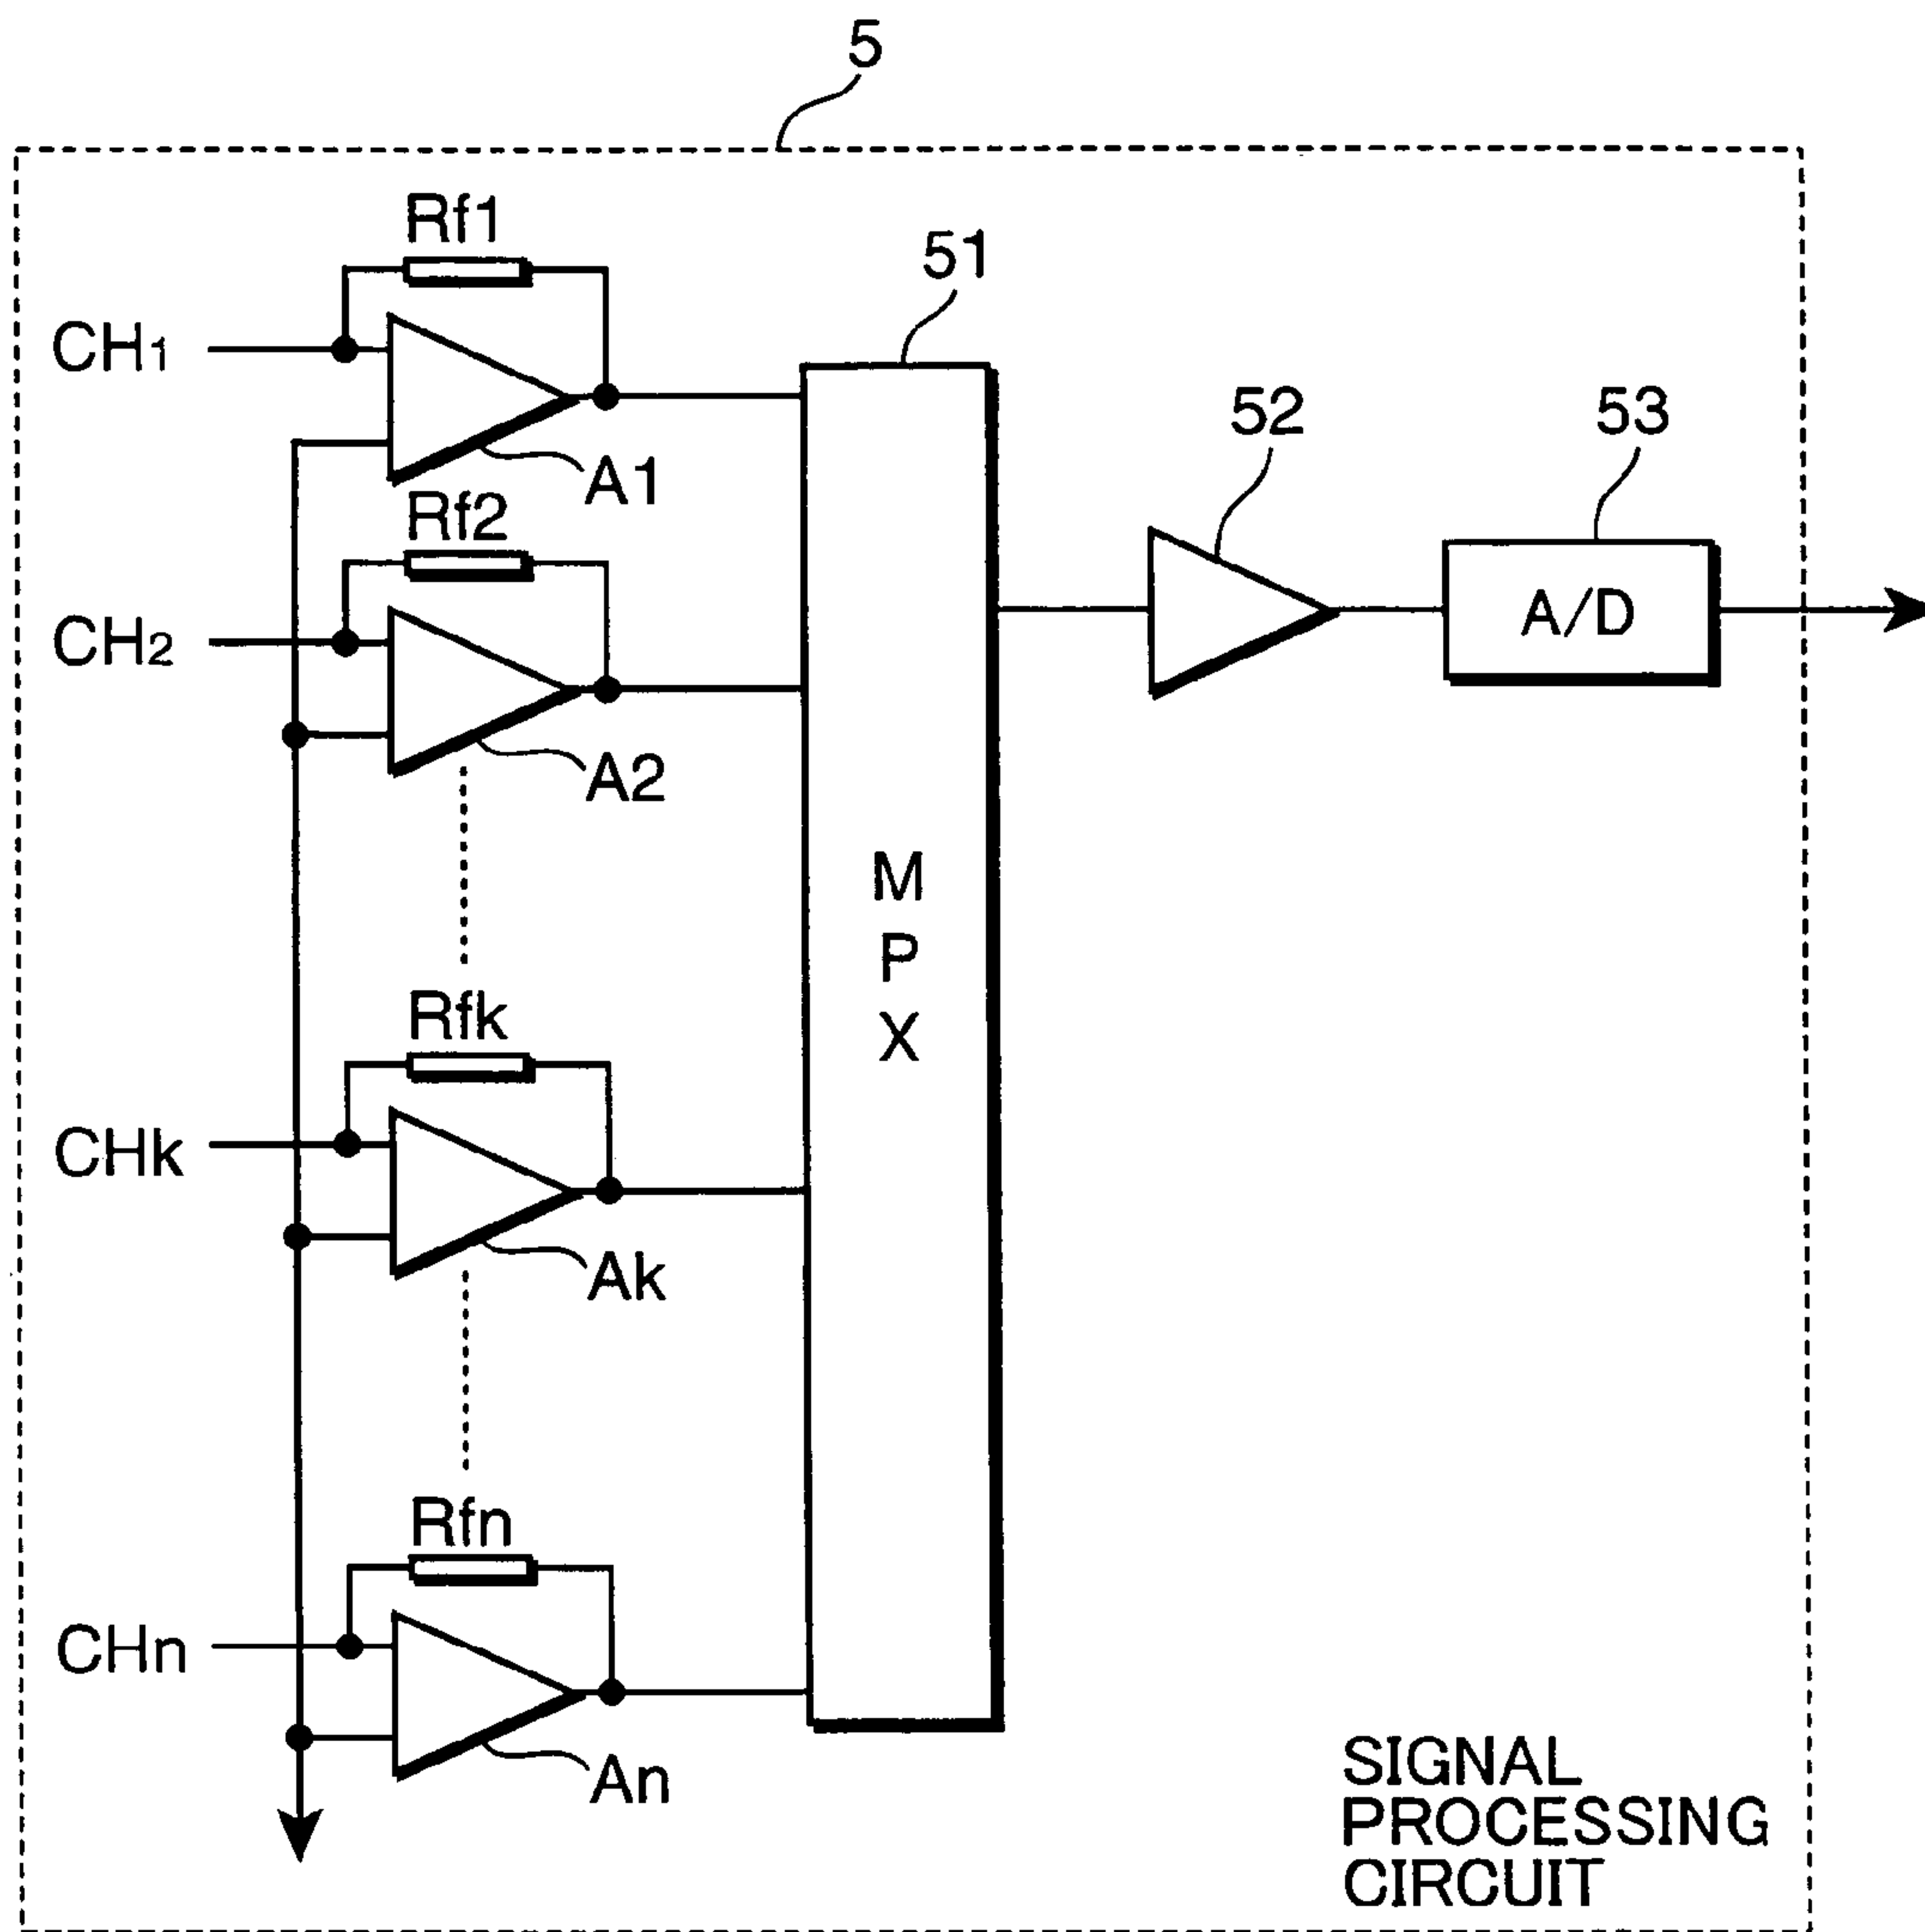 5
Rf1
51
CH1
52
53
A1
Rf2
A/D
CH2
A2
M
P
X
Rfk
CHk
Ak
Rfn
CHn
An
SIGNAL
PROCESSING
CIRCUIT